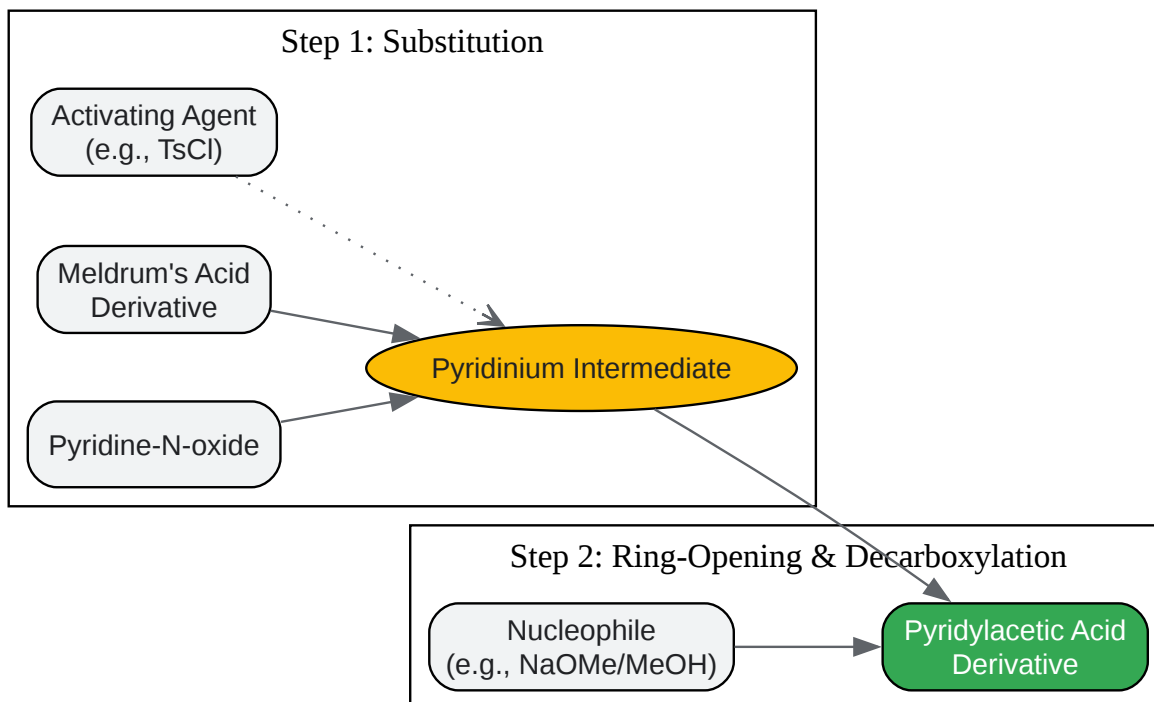 Step 1: Substitution
Activating Agent
(e.g., TsCl)
Meldrum's Acid
Derivative
Pyridinium Intermediate
Pyridine-N-oxide
Step 2: Ring-Opening & Decarboxylation
Nucleophile
(e.g., NaOMe/MeOH)
Pyridylacetic Acid
Derivative